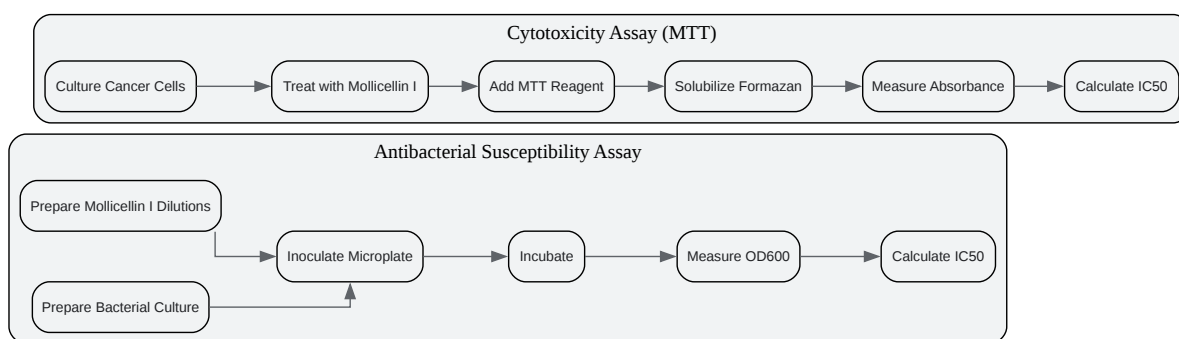 Cytotoxicity Assay (MTT)
Culture Cancer Cells
Treat with Mollicellin I
Add MTT Reagent
Solubilize Formazan
Measure Absorbance
Calculate IC50
Antibacterial Susceptibility Assay
Prepare Mollicellin I Dilutions
Prepare Bacterial Culture
Inoculate Microplate
Incubate
Measure OD600
Calculate IC50